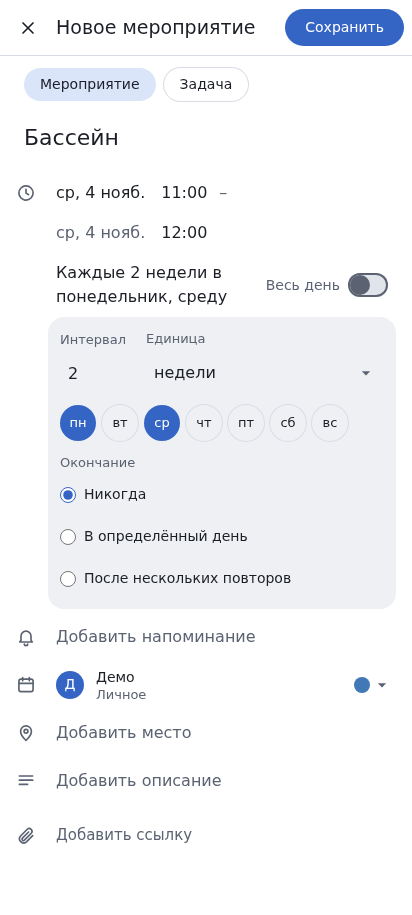 Новое мероприятие
Сохранить
Мероприятие
Задача
Бассейн
ср, 4 нояб. 11:00 –
ср, 4 нояб. 12:00
Каждые 2 недели в
понедельник, среду
Весь день
Интервал
Единица
2
недели
пн вт ср чт пт сб вс
Окончание
Никогда
В определённый день
После нескольких повторов
Добавить напоминание
Д
Демо
Личное
Добавить место
Добавить описание
Добавить ссылку